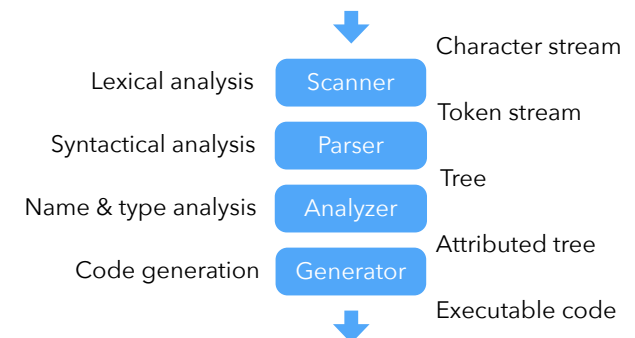 Character stream
Lexical analysis Scanner
Token stream
Syntactical analysis Parser
Tree
Name & type analysis Analyzer
Attributed tree
Code generation Generator
Executable code